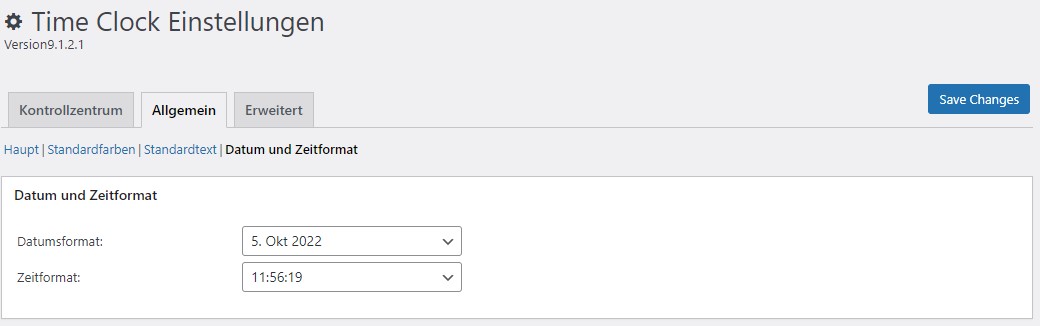 Time Clock Einstellungen
Version9.1.2.1
Kontrollzentrum Allgemein Erweitert Save Changes
Haupt | Standardfarben | Standardtext | Datum und Zeitformat
Datum und Zeitformat
Datumsformat: 5. Okt 2022
Zeitformat: 11:56:19